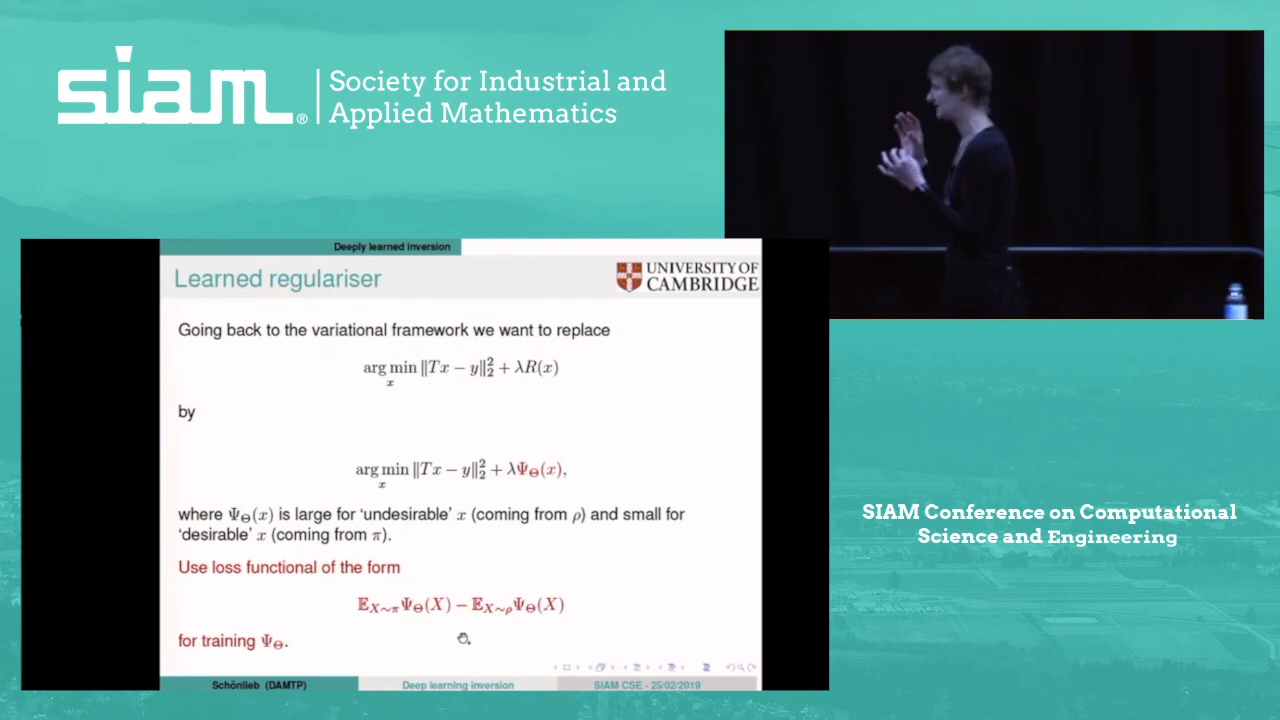 siam®
Society for Industrial and
Applied Mathematics
Deeply learned inversion
Learned regulariser
UNIVERSITY OF
CAMBRIDGE
Going back to the variational framework we want to replace
arg min ‖Tx − y‖₂² + λR(x)
x
by
arg min ‖Tx − y‖₂² + λΨ_Θ(x),
x
where Ψ_Θ(x) is large for ‘undesirable’ x (coming from ρ) and small for
‘desirable’ x (coming from π).
Use loss functional of the form
𝔼_{X∼π}Ψ_Θ(X) − 𝔼_{X∼ρ}Ψ_Θ(X)
for training Ψ_Θ.
Schönlieb (DAMTP)
Deep learning inversion
SIAM CSE - 25/02/2019
SIAM Conference on Computational
Science and Engineering